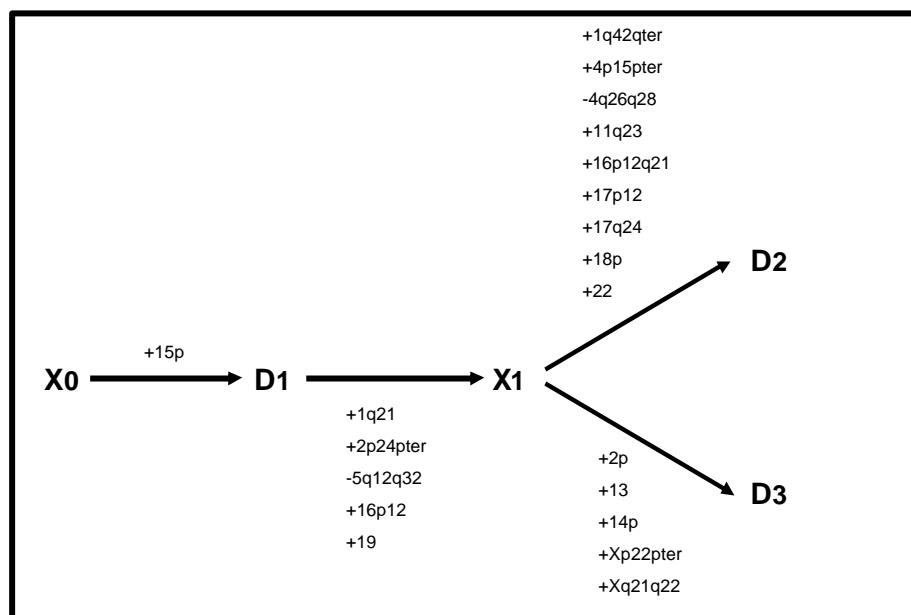 +1q42qter
+4p15pter
-4q26q28
+11q23
+16p12q21
+17p12
+17q24
+18p
+22
D2
+15p
X0
D1
X1
+1q21
+2p24pter
-5q12q32
+16p12
+19
+2p
+13
+14p
+Xp22pter
+Xq21q22
D3